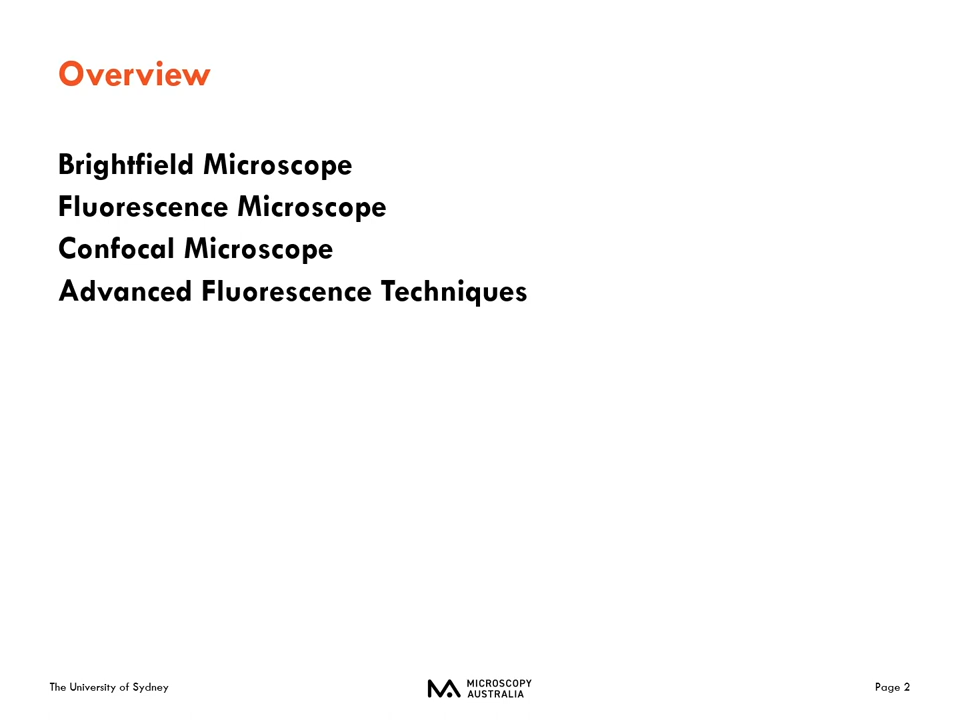 Overview
Brightfield Microscope
Fluorescence Microscope
Confocal Microscope
Advanced Fluorescence Techniques
The University of Sydney
MICROSCOPY
AUSTRALIA
Page 2